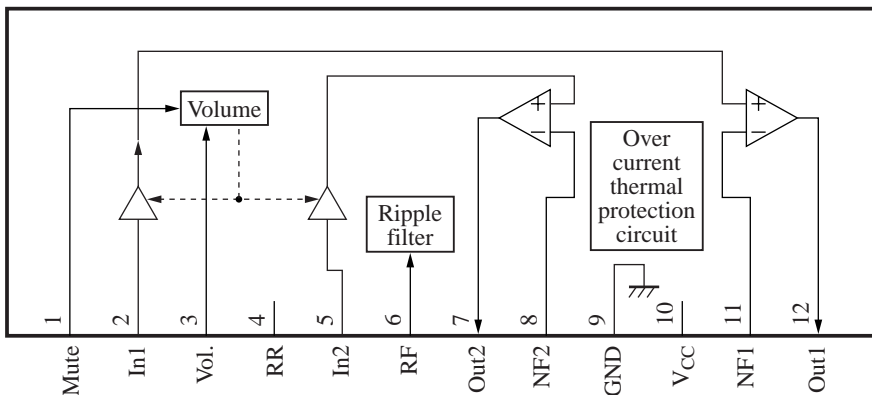 Volume
Ripple
filter
+
−
Over
current
thermal
protection
circuit
+
−
1
2
3
4
5
6
7
8
9
10
11
12
Mute
In1
Vol.
RR
In2
RF
Out2
NF2
GND
VCC
NF1
Out1